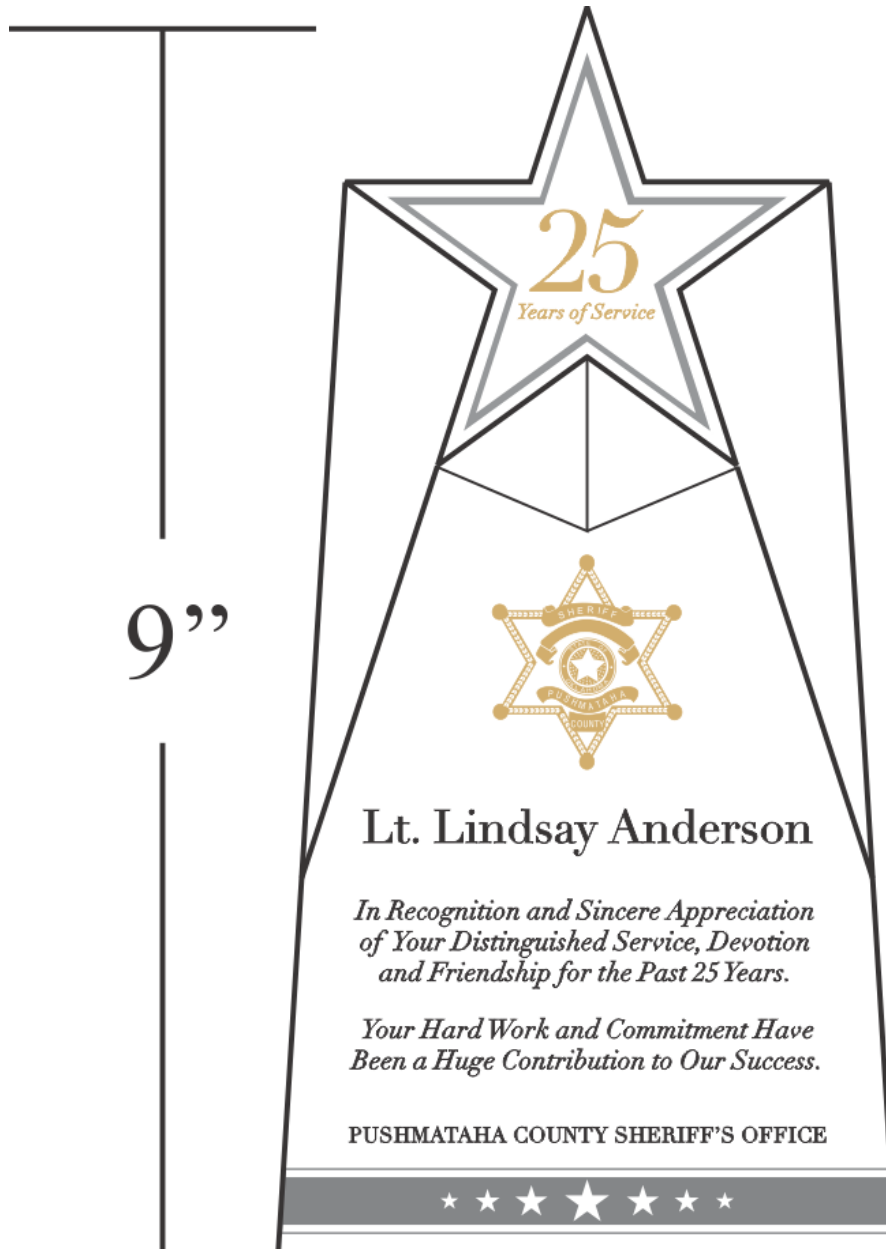 25
Years of Service
9”
SHERIFF
PUSHMATAHA
COUNTY
Lt. Lindsay Anderson
In Recognition and Sincere Appreciation
of Your Distinguished Service, Devotion
and Friendship for the Past 25 Years.
Your Hard Work and Commitment Have
Been a Huge Contribution to Our Success.
PUSHMATAHA COUNTY SHERIFF’S OFFICE